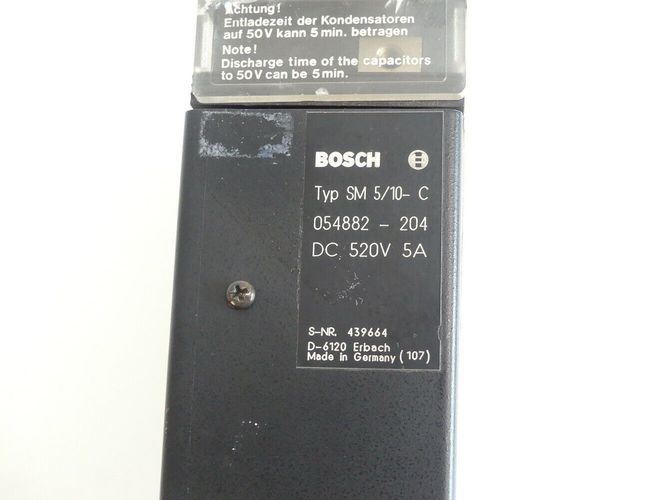 Achtung!
Entladezeit der Kondensatoren
auf 50V kann 5 min. betragen
Note!
Discharge time of the capacitors
to 50V can be 5 min.
BOSCH
Typ SM 5/10- C
054882 - 204
DC 520V 5A
S-NR. 439664
D-6120 Erbach
Made in Germany (107)